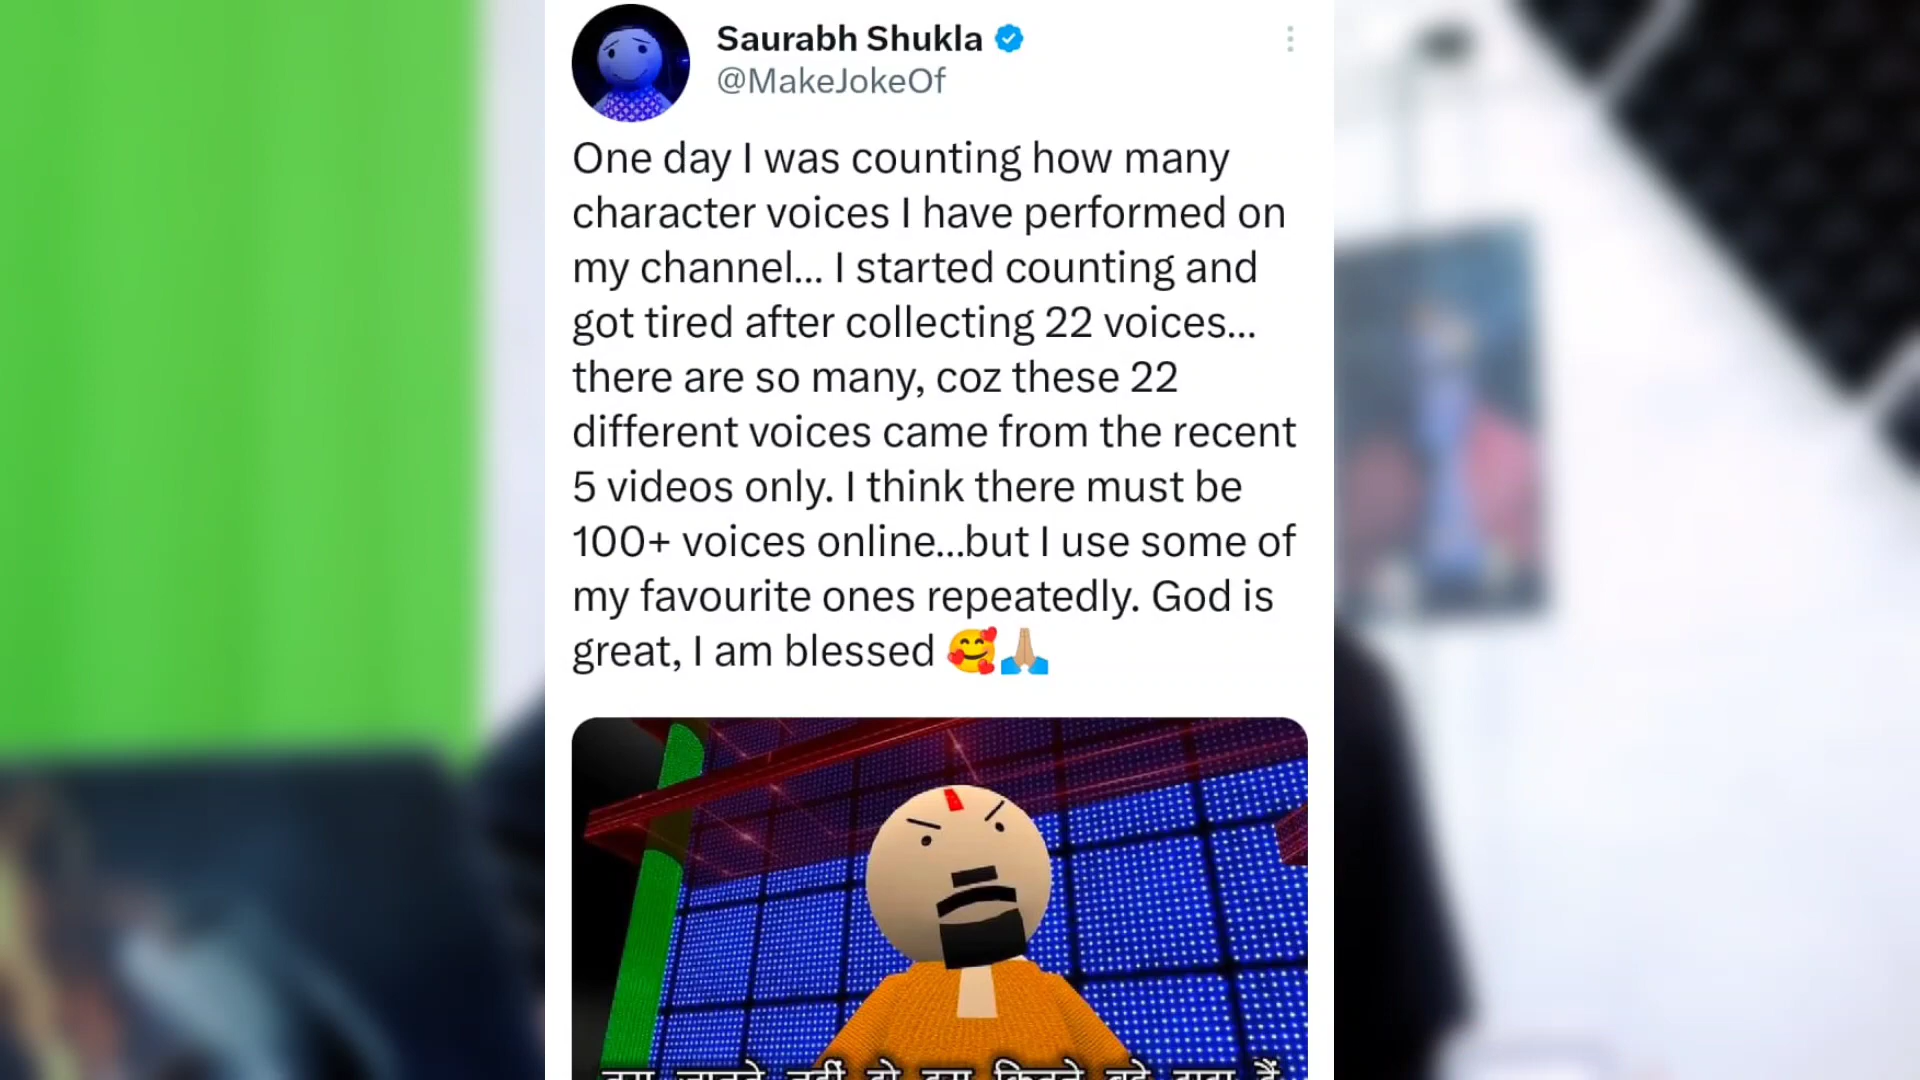 Saurabh Shukla
@MakeJokeOf
One day I was counting how many
character voices I have performed on
my channel... I started counting and
got tired after collecting 22 voices...
there are so many, coz these 22
different voices came from the recent
5 videos only. I think there must be
100+ voices online...but I use some of
my favourite ones repeatedly. God is
great, I am blessed 🥰🙏🏼
नहीं हो